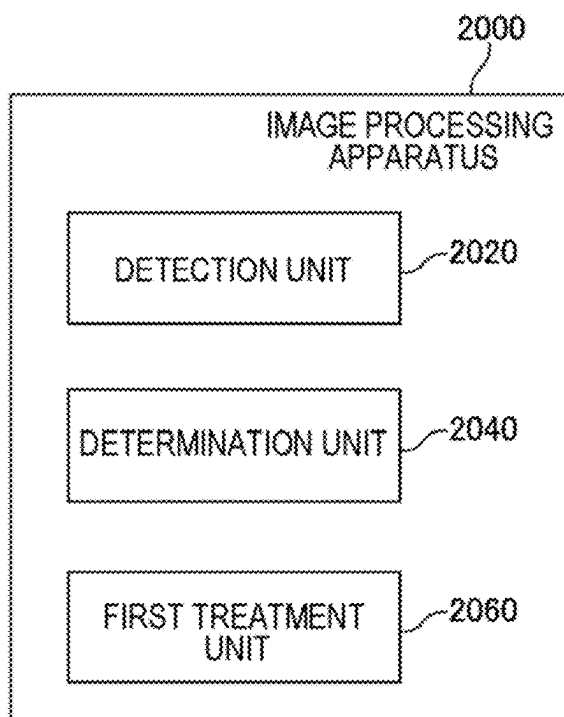 2000
IMAGE PROCESSING
APPARATUS
DETECTION UNIT
2020
DETERMINATION UNIT
2040
FIRST TREATMENT
UNIT
2060